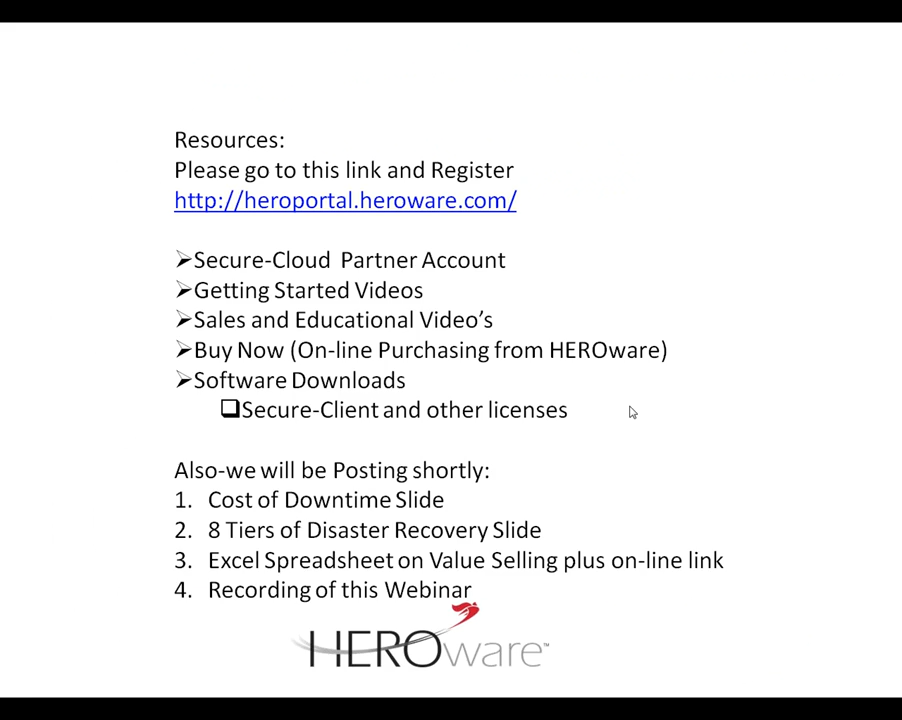 Resources:
Please go to this link and Register
http://heroportal.heroware.com/
➢Secure-Cloud Partner Account
➢Getting Started Videos
➢Sales and Educational Video’s
➢Buy Now (On-line Purchasing from HEROware)
➢Software Downloads
❑Secure-Client and other licenses
Also-we will be Posting shortly:
1. Cost of Downtime Slide
2. 8 Tiers of Disaster Recovery Slide
3. Excel Spreadsheet on Value Selling plus on-line link
4. Recording of this Webinar
HEROware™